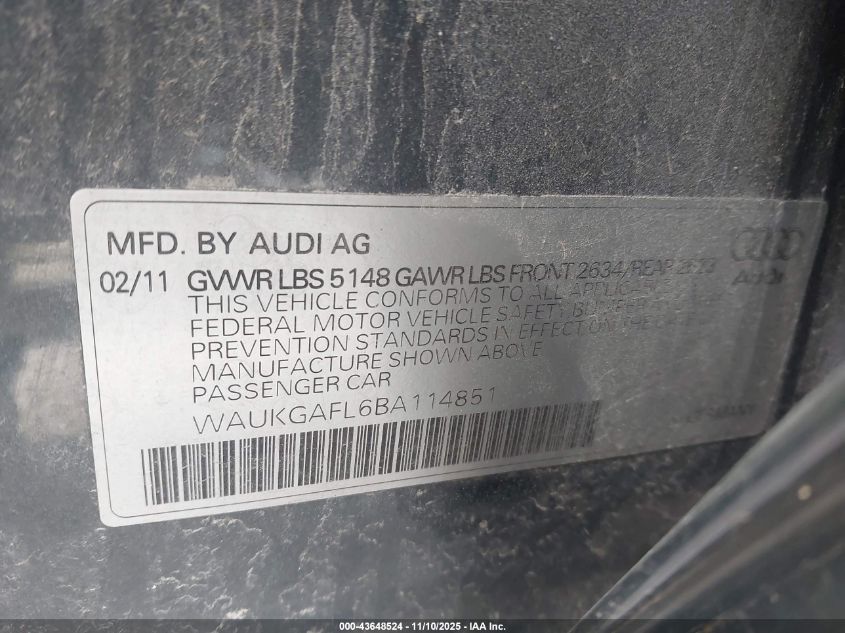 MFD. BY AUDI AG
02/11 GVWR LBS 5148 GAWR LBS FRONT 2634/REAR
THIS VEHICLE CONFORMS TO ALL
FEDERAL MOTOR VEHICLE SAFETY
PREVENTION STANDARDS IN EFFECT ON THE
MANUFACTURE SHOWN ABOVE
PASSENGER CAR
WAUKGAFL6BA114851
Audi
GERMANY
000-43648524 - 11/10/2025 - IAA Inc.